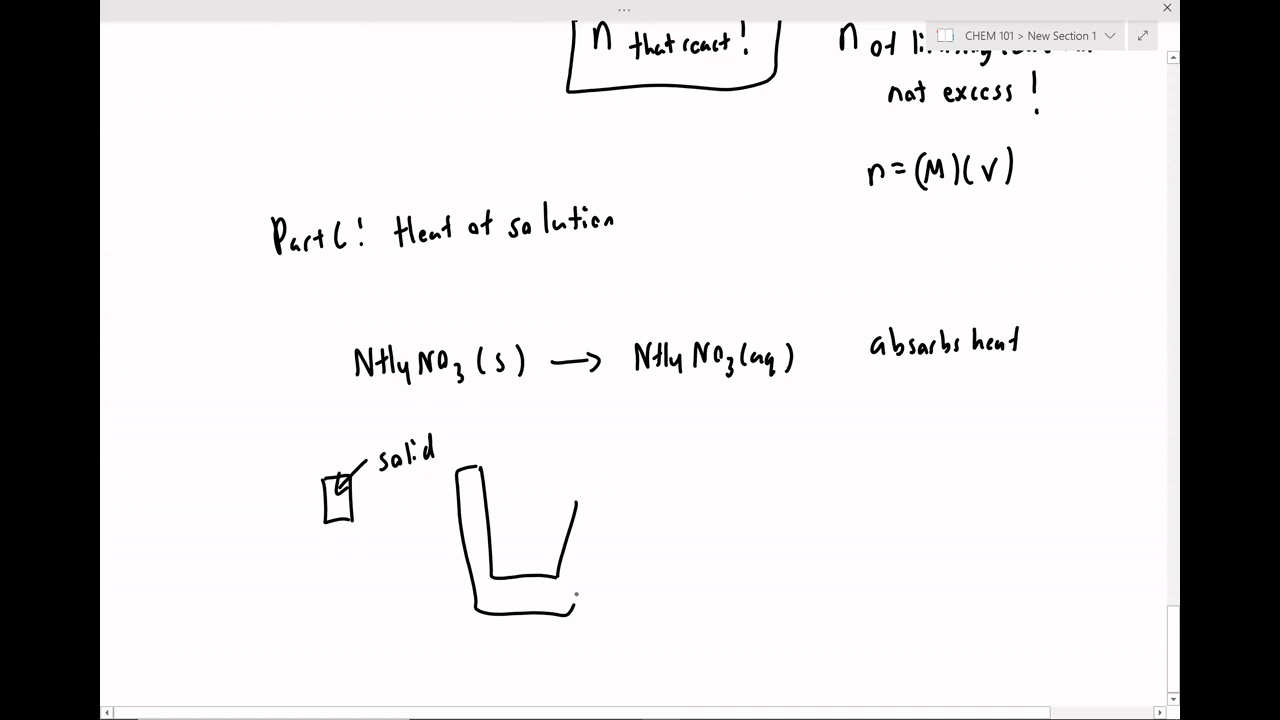 CHEM 101 > New Section 1
n that react!
n of
not excess!
n = (M)(V)
Part C: Heat of solution
NH4NO3 (s) → NH4NO3 (aq) absorbs heat
solid